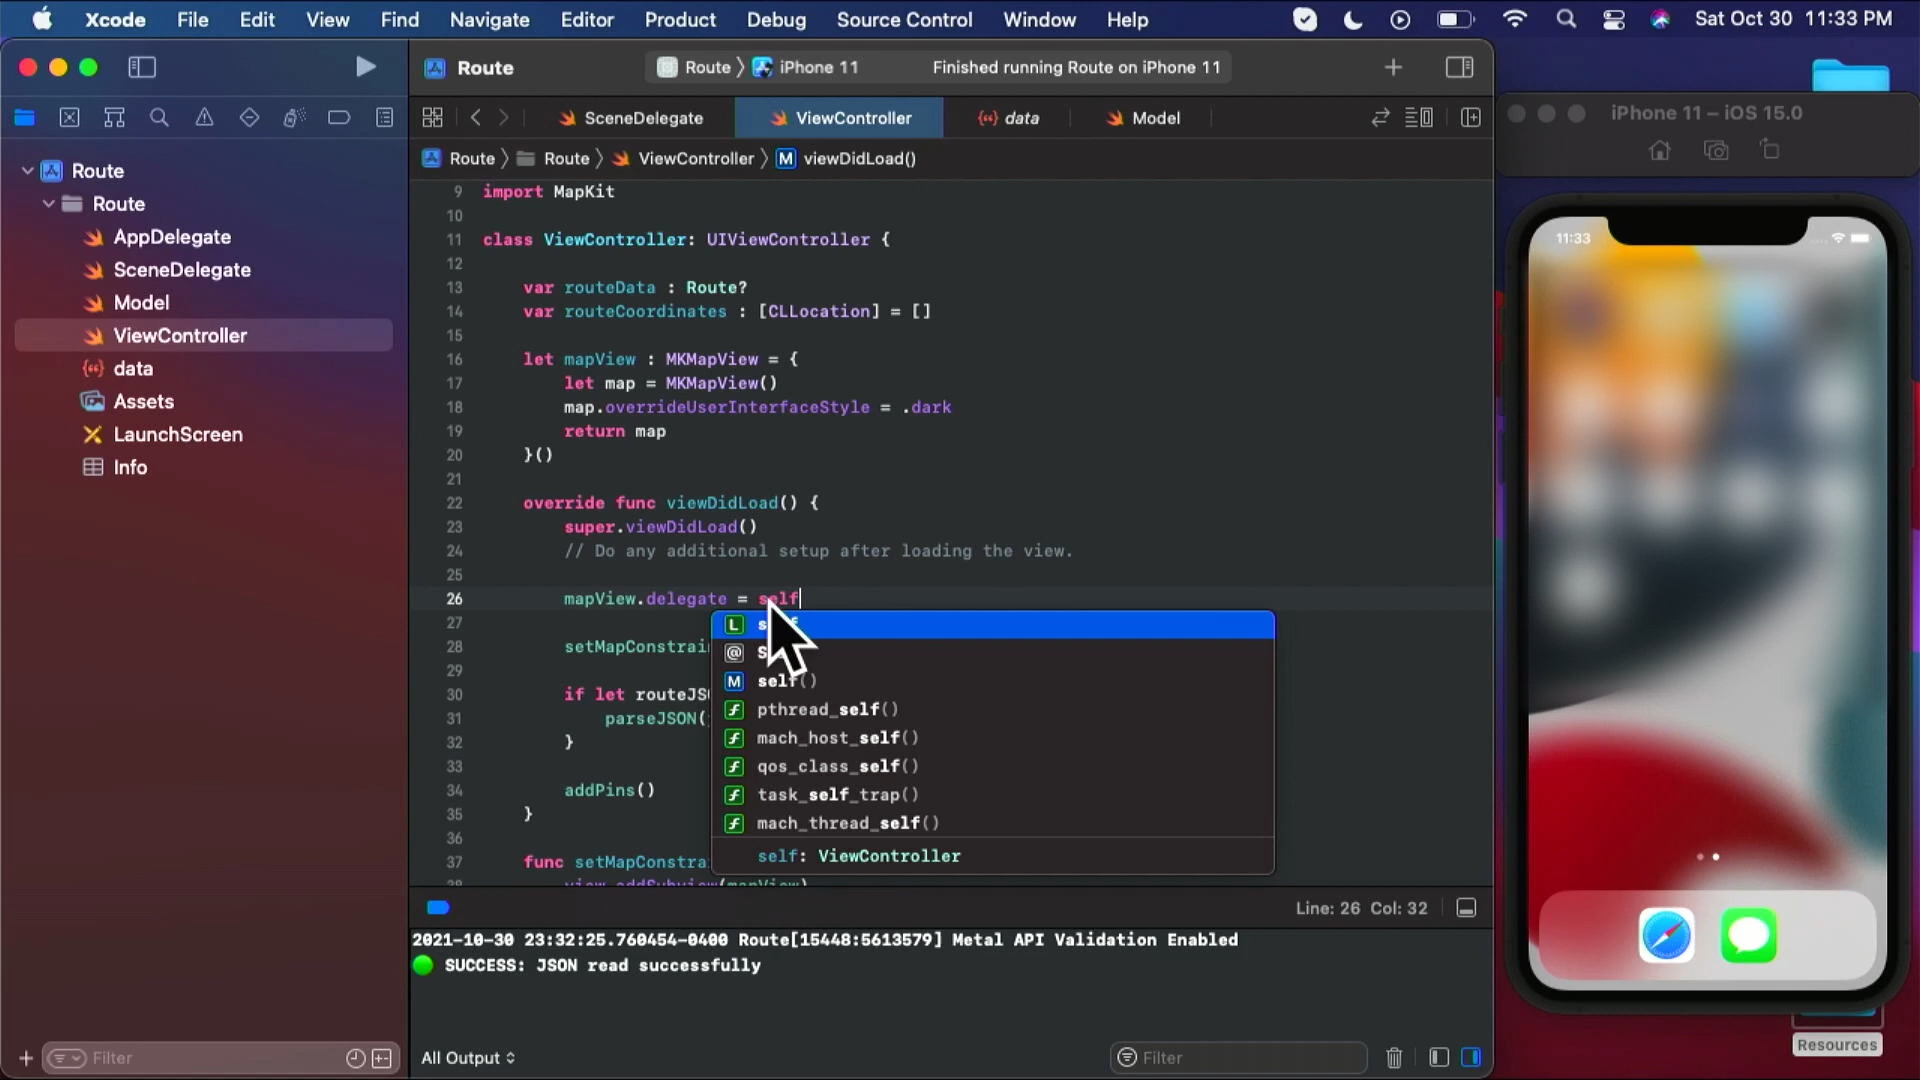 Xcode File Edit View Find Navigate Editor Product Debug Source Control Window Help Sat Oct 30 11:33 PM
Route
Route iPhone 11 Finished running Route on iPhone 11
SceneDelegate ViewController data Model
Route Route ViewController M viewDidLoad()
Route
Route
AppDelegate
SceneDelegate
Model
ViewController
data
Assets
LaunchScreen
Info
Filter
9 import MapKit
10
11 class ViewController: UIViewController {
12
13 var routeData : Route?
14 var routeCoordinates : [CLLocation] = []
15
16 let mapView : MKMapView = {
17 let map = MKMapView()
18 map.overrideUserInterfaceStyle = .dark
19 return map
20 }()
21
22 override func viewDidLoad() {
23 super.viewDidLoad()
24 // Do any additional setup after loading the view.
25
26 mapView.delegate = self
27
28 setMapConstrain
29
30 if let routeJS
31 parseJSON(
32 }
33
34 addPins()
35 }
36
37 func setMapConstra
38 view.addSubview(mapView)
L
@
M self()
f pthread_self()
f mach_host_self()
f qos_class_self()
f task_self_trap()
f mach_thread_self()
self: ViewController
Line: 26 Col: 32
2021-10-30 23:32:25.760454-0400 Route[15448:5613579] Metal API Validation Enabled
SUCCESS: JSON read successfully
All Output
Filter
iPhone 11 – iOS 15.0
11:33
Resources